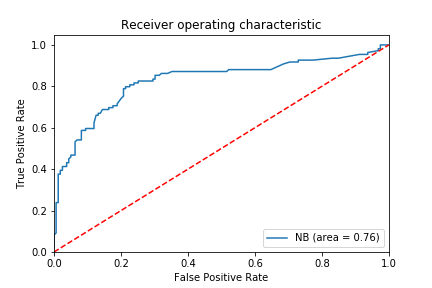 Receiver operating characteristic
True Positive Rate
1.0
0.8
0.6
0.4
0.2
0.0
NB (area = 0.76)
0.0 0.2 0.4 0.6 0.8 1.0
False Positive Rate